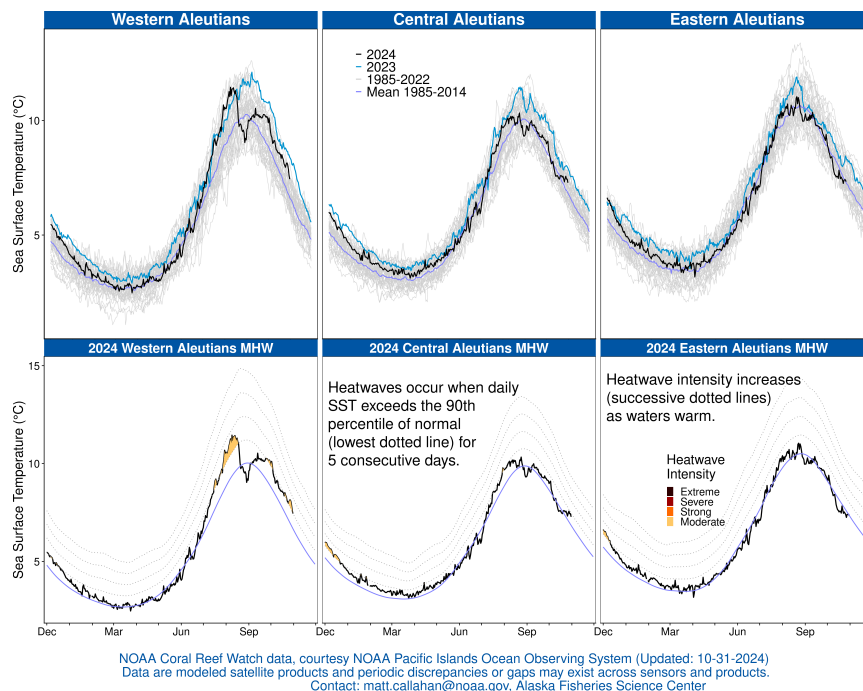 Western Aleutians
Central Aleutians
Eastern Aleutians
Sea Surface Temperature (°C)
10
5
2024
2023
1985-2022
Mean 1985-2014
2024 Western Aleutians MHW
2024 Central Aleutians MHW
2024 Eastern Aleutians MHW
Sea Surface Temperature (°C)
15
10
5
Heatwaves occur when daily
SST exceeds the 90th
percentile of normal
(lowest dotted line) for
5 consecutive days.
Heatwave intensity increases
(successive dotted lines)
as waters warm.
Heatwave
Intensity
Extreme
Severe
Strong
Moderate
Dec Mar Jun Sep
Dec Mar Jun Sep
Dec Mar Jun Sep
NOAA Coral Reef Watch data, courtesy NOAA Pacific Islands Ocean Observing System (Updated: 10-31-2024)
Data are modeled satellite products and periodic discrepancies or gaps may exist across sensors and products.
Contact: matt.callahan@noaa.gov, Alaska Fisheries Science Center